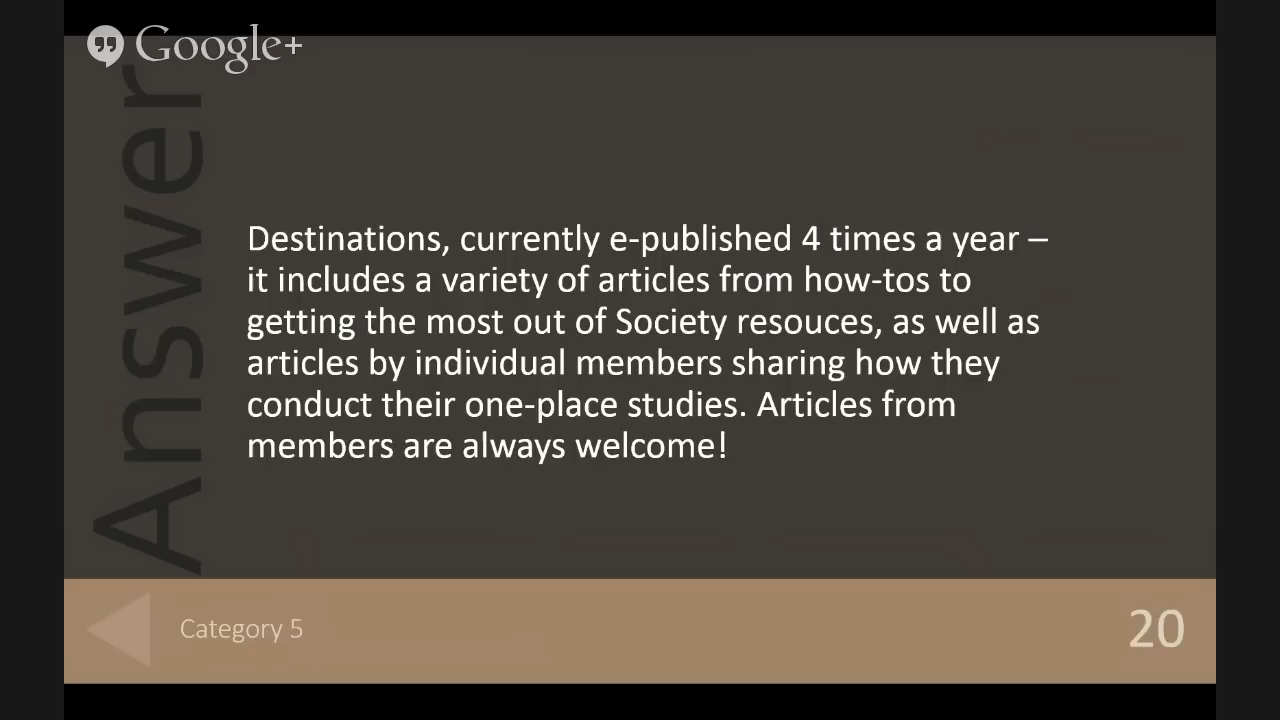 Google+
Answer
Destinations, currently e-published 4 times a year –
it includes a variety of articles from how-tos to
getting the most out of Society resouces, as well as
articles by individual members sharing how they
conduct their one-place studies. Articles from
members are always welcome!
Category 5
20